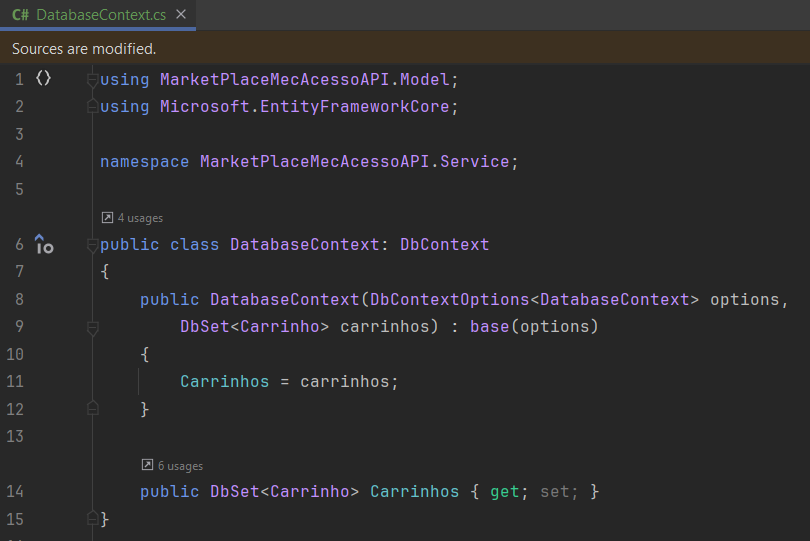 C# DatabaseContext.cs
Sources are modified.
1 using MarketPlaceMecAcessoAPI.Model;
2 using Microsoft.EntityFrameworkCore;
3
4 namespace MarketPlaceMecAcessoAPI.Service;
5
4 usages
6 public class DatabaseContext: DbContext
7 {
8 public DatabaseContext(DbContextOptions<DatabaseContext> options,
9 DbSet<Carrinho> carrinhos) : base(options)
10 {
11 Carrinhos = carrinhos;
12 }
13
6 usages
14 public DbSet<Carrinho> Carrinhos { get; set; }
15 }